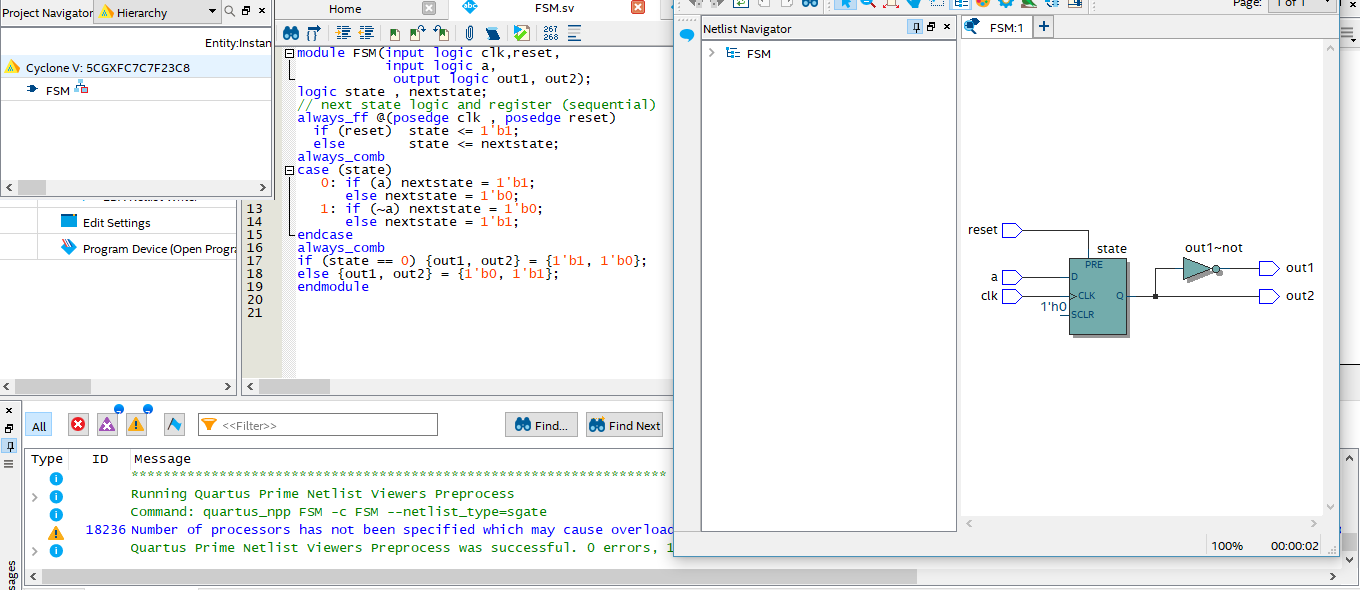 Project Navigator
Hierarchy
Entity:Instan
Cyclone V: 5CGXFC7C7F23C8
FSM
Edit Settings
Program Device (Open Progra
Home
FSM.sv
267
268
module FSM(input logic clk,reset,
input logic a,
output logic out1, out2);
logic state , nextstate;
// next state logic and register (sequential)
always_ff @(posedge clk , posedge reset)
if (reset)  state <= 1'b1;
else        state <= nextstate;
always_comb
case (state)
0: if (a) nextstate = 1'b1;
else nextstate = 1'b0;
13 1: if (~a) nextstate = 1'b0;
14 else nextstate = 1'b1;
15 endcase
16 always_comb
17 if (state == 0) {out1, out2} = {1'b1, 1'b0};
18 else {out1, out2} = {1'b0, 1'b1};
19 endmodule
20
21
Page: 1 of 1
Netlist Navigator
FSM
FSM:1
reset
state
out1~not
PRE
a
D
out1
clk
CLK
Q
out2
1'h0
SCLR
100%
00:00:02
All
<<Filter>>
Find...
Find Next
Type
ID
Message
*******************************************************************
Running Quartus Prime Netlist Viewers Preprocess
Command: quartus_npp FSM -c FSM --netlist_type=sgate
18236 Number of processors has not been specified which may cause overload
Quartus Prime Netlist Viewers Preprocess was successful. 0 errors, 1
sages